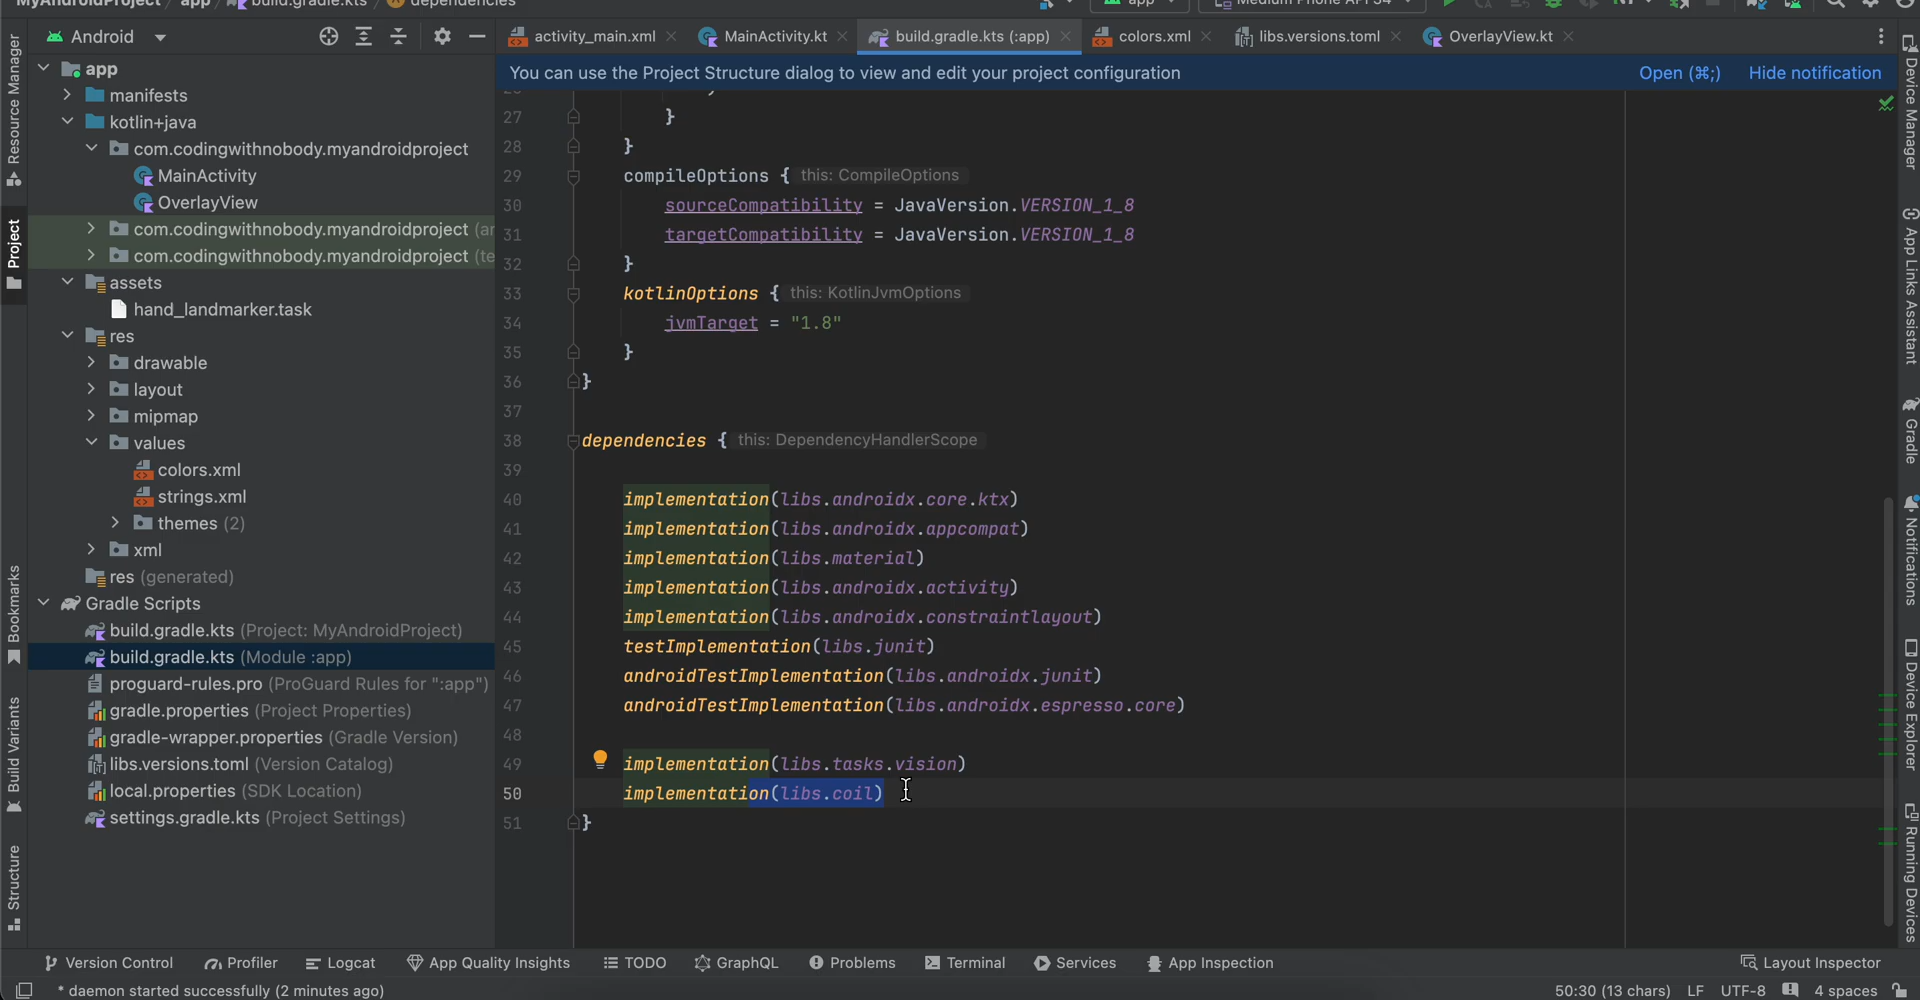 MyAndroidProject app build.gradle.kts dependencies
app Medium Phone API 34
Android
activity_main.xml MainActivity.kt build.gradle.kts (:app) colors.xml libs.versions.toml OverlayView.kt
You can use the Project Structure dialog to view and edit your project configuration Open (⌘;) Hide notification
Resource Manager
Project
Bookmarks
Build Variants
Structure
app
manifests
kotlin+java
com.codingwithnobody.myandroidproject
MainActivity
OverlayView
com.codingwithnobody.myandroidproject (an
com.codingwithnobody.myandroidproject (te
assets
hand_landmarker.task
res
drawable
layout
mipmap
values
colors.xml
strings.xml
themes (2)
xml
res (generated)
Gradle Scripts
build.gradle.kts (Project: MyAndroidProject)
build.gradle.kts (Module :app)
proguard-rules.pro (ProGuard Rules for ":app")
gradle.properties (Project Properties)
gradle-wrapper.properties (Gradle Version)
libs.versions.toml (Version Catalog)
local.properties (SDK Location)
settings.gradle.kts (Project Settings)
27 }
28 }
29 compileOptions { this: CompileOptions
30 sourceCompatibility = JavaVersion.VERSION_1_8
31 targetCompatibility = JavaVersion.VERSION_1_8
32 }
33 kotlinOptions { this: KotlinJvmOptions
34 jvmTarget = "1.8"
35 }
36 }
37
38 dependencies { this: DependencyHandlerScope
39
40 implementation(libs.androidx.core.ktx)
41 implementation(libs.androidx.appcompat)
42 implementation(libs.material)
43 implementation(libs.androidx.activity)
44 implementation(libs.androidx.constraintlayout)
45 testImplementation(libs.junit)
46 androidTestImplementation(libs.androidx.junit)
47 androidTestImplementation(libs.androidx.espresso.core)
48
49 implementation(libs.tasks.vision)
50 implementation(libs.coil)
51 }
Device Manager
App Links Assistant
Gradle
Notifications
Device Explorer
Running Devices
Version Control Profiler Logcat App Quality Insights TODO GraphQL Problems Terminal Services App Inspection Layout Inspector
* daemon started successfully (2 minutes ago) 50:30 (13 chars) LF UTF-8 4 spaces